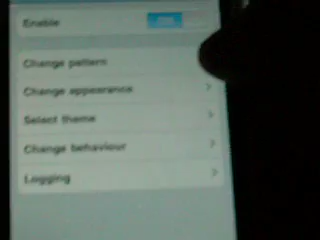 Enable
Change pattern
Change appearance
Select theme
Change behaviour
Logging